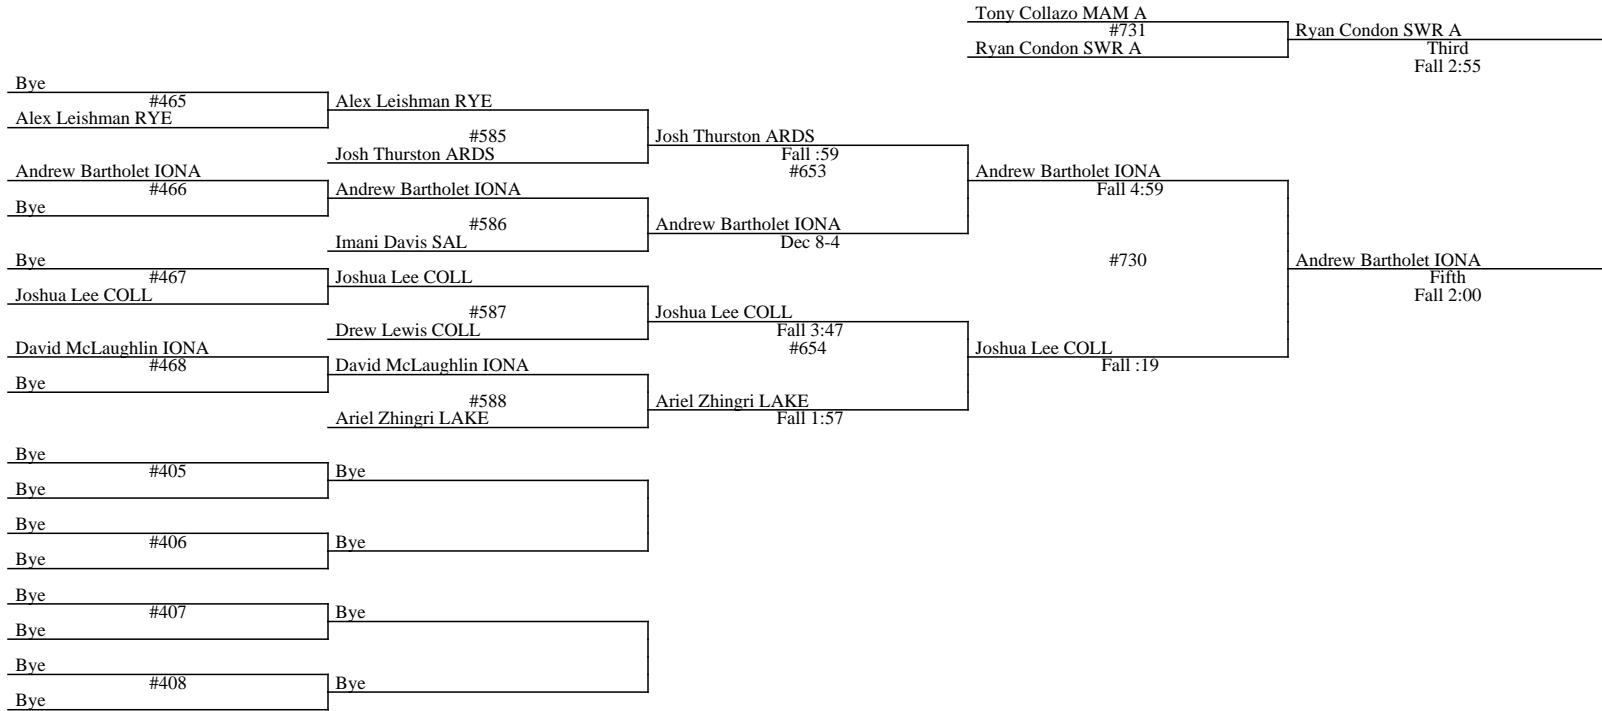 Tony Collazo MAM A
#731
Ryan Condon SWR A
Ryan Condon SWR A
Third
Fall 2:55
Bye
#465
Alex Leishman RYE
Alex Leishman RYE
#585
Josh Thurston ARDS
Josh Thurston ARDS
Fall :59
#653
Andrew Bartholet IONA
#466
Bye
Andrew Bartholet IONA
#586
Imani Davis SAL
Andrew Bartholet IONA
Dec 8-4
Andrew Bartholet IONA
Fall 4:59
#730
Andrew Bartholet IONA
Fifth
Fall 2:00
Bye
#467
Joshua Lee COLL
Joshua Lee COLL
#587
Drew Lewis COLL
Joshua Lee COLL
Fall 3:47
#654
Joshua Lee COLL
Fall :19
David McLaughlin IONA
#468
Bye
David McLaughlin IONA
#588
Ariel Zhingri LAKE
Ariel Zhingri LAKE
Fall 1:57
Bye
#405
Bye
Bye
Bye
#406
Bye
Bye
Bye
#407
Bye
Bye
Bye
#408
Bye
Bye